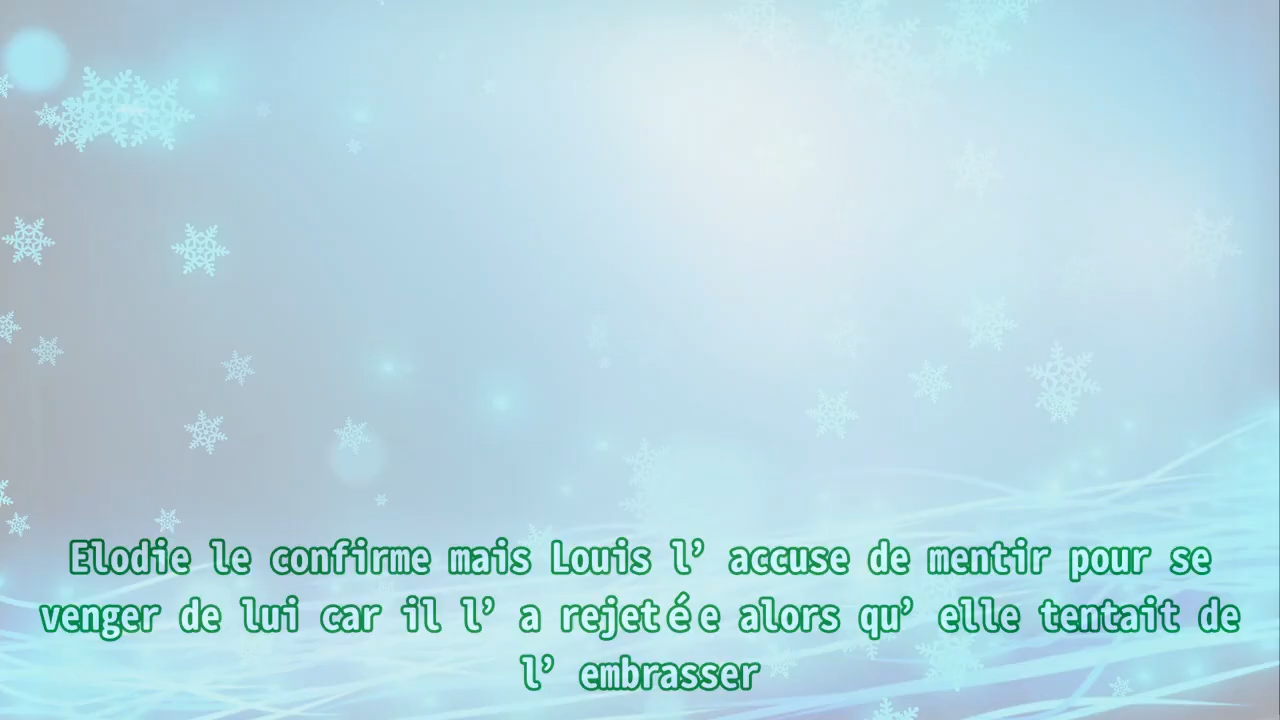 Elodie le confirme mais Louis l’ accuse de mentir pour se
venger de lui car il l’ a rejetée alors qu’ elle tentait de
l’ embrasser